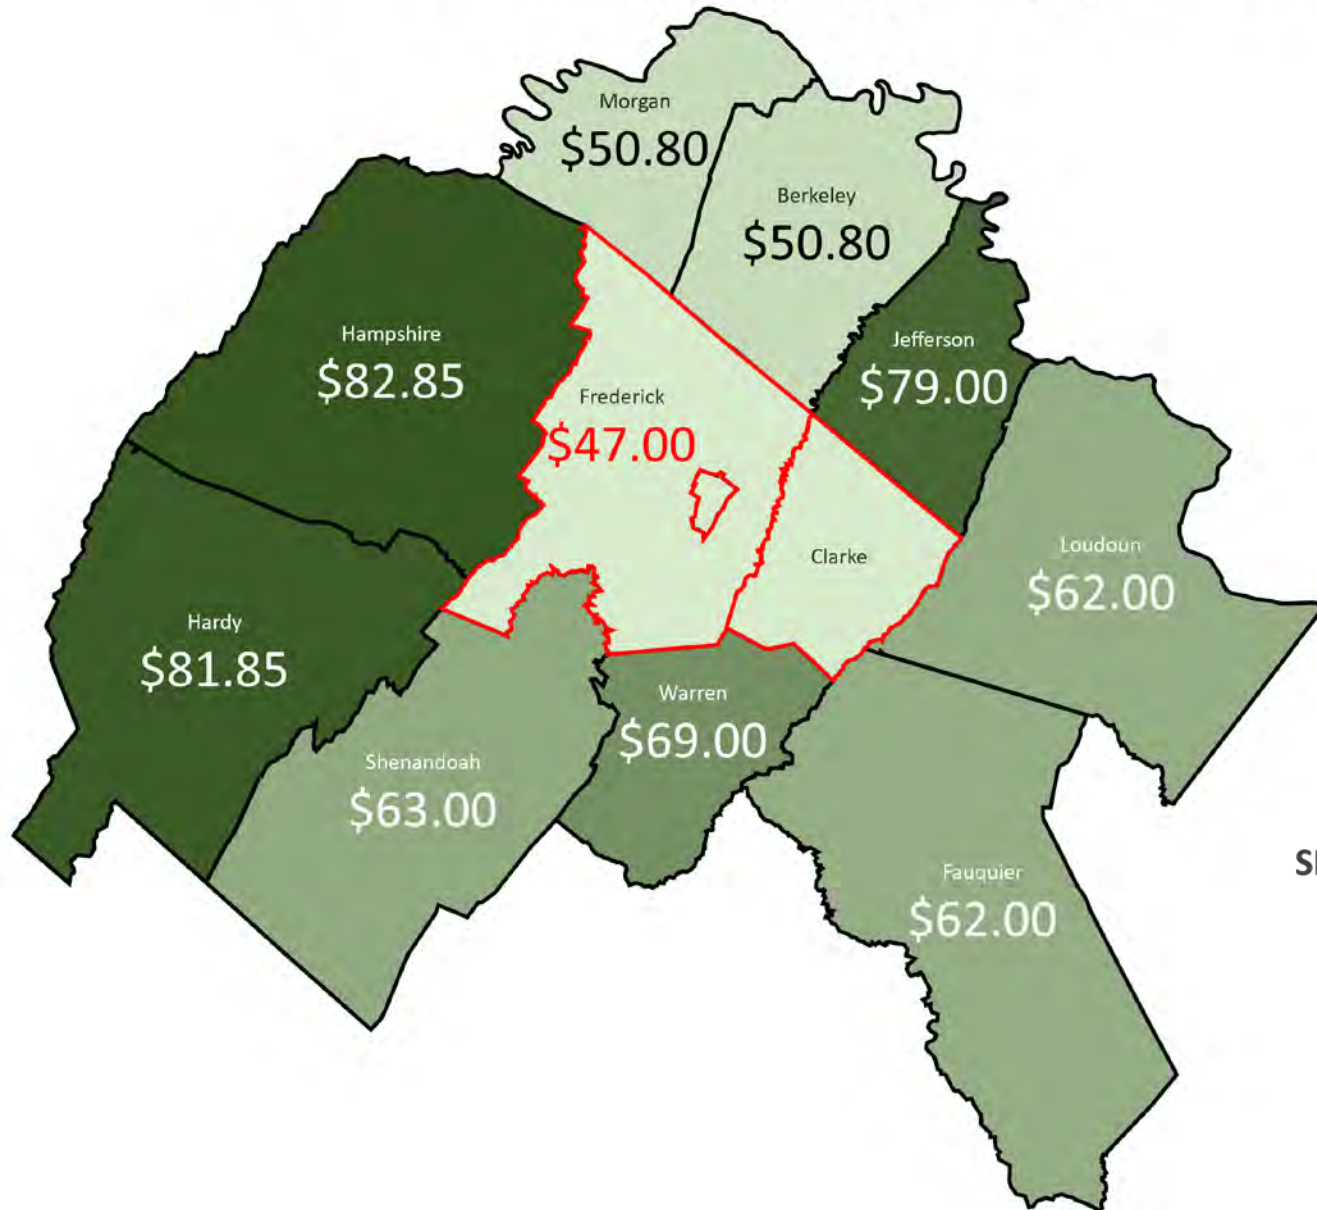 Morgan
$50.80
Berkeley
$50.80
Hampshire
$82.85
Jefferson
$79.00
Frederick
$47.00
Clarke
Loudoun
$62.00
Hardy
$81.85
Warren
$69.00
Shenandoah
$63.00
Fauquier
$62.00